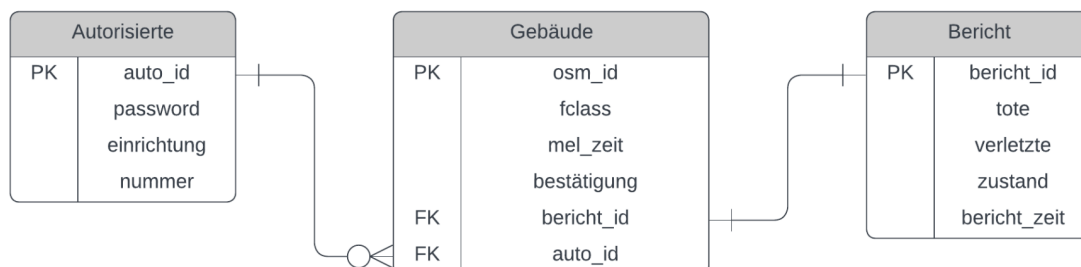 Autorisierte
PK auto_id
password
einrichtung
nummer
Gebäude
PK osm_id
fclass
mel_zeit
bestätigung
FK bericht_id
FK auto_id
Bericht
PK bericht_id
tote
verletzte
zustand
bericht_zeit